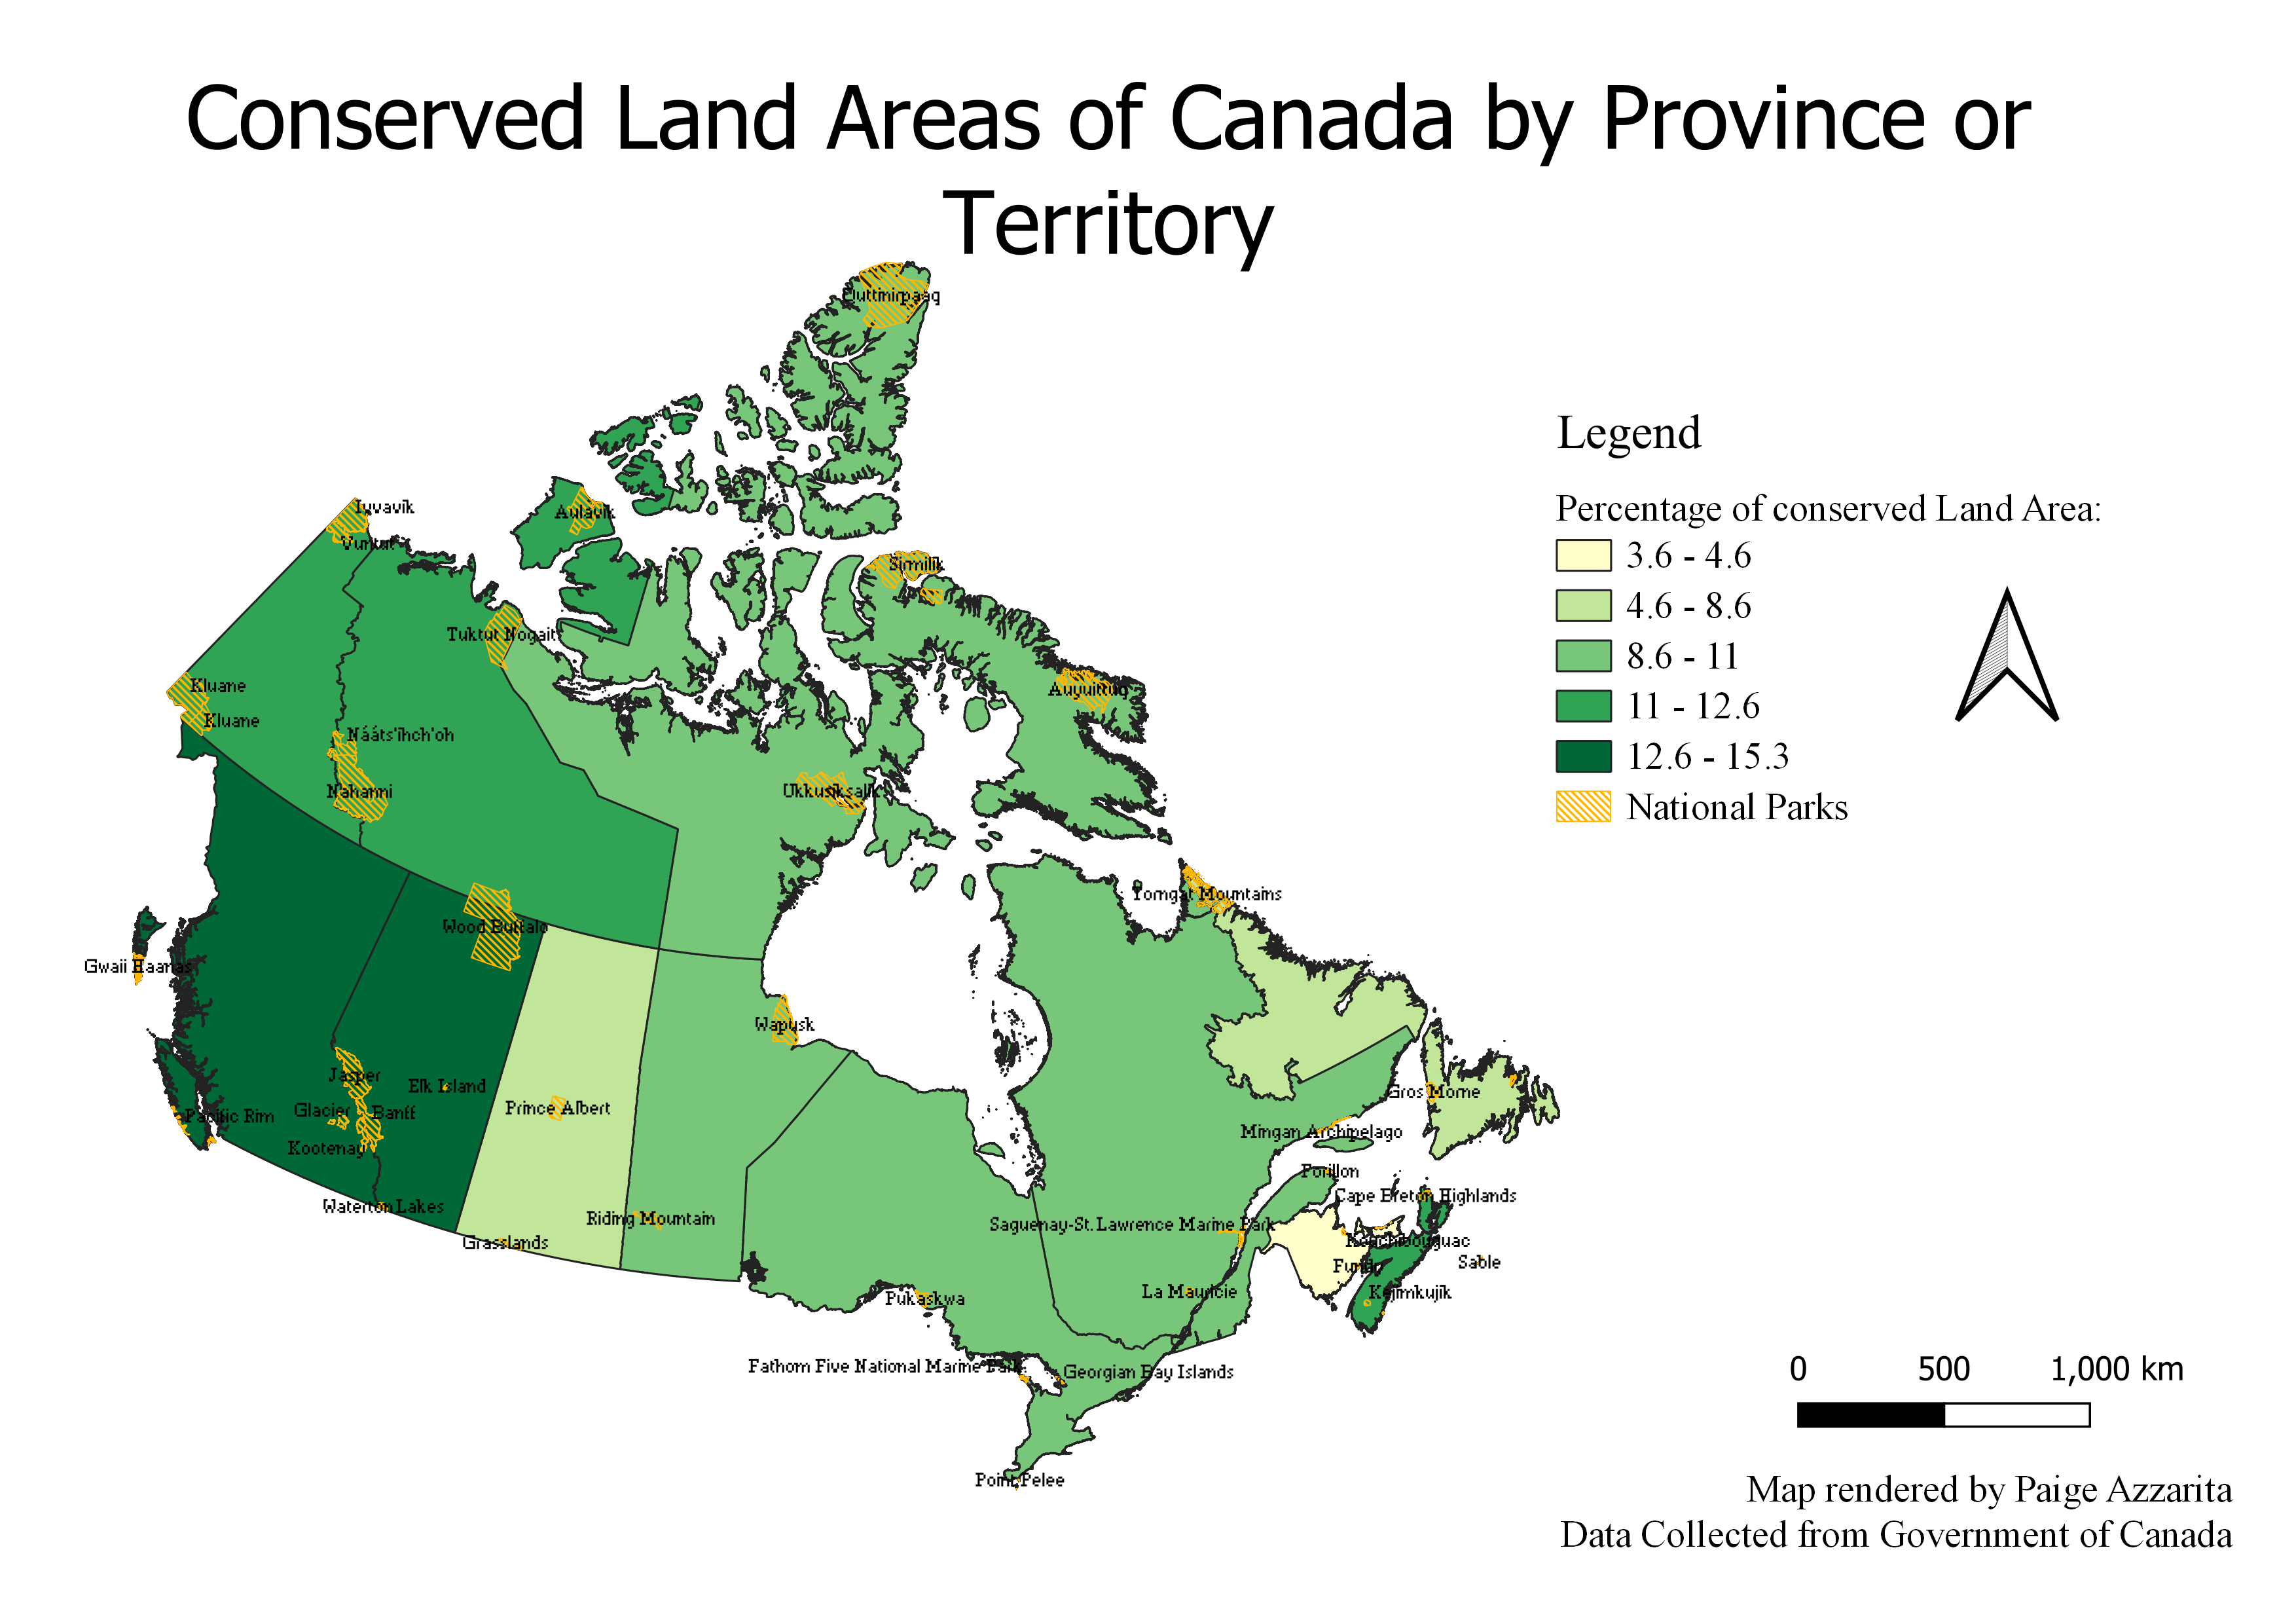 Conserved Land Areas of Canada by Province or
Territory
Quttinirpaaq
Ivvavik
Vuntut
Aulavik
Sirmilik
Tuktut Nogait
Kluane
Auyuittuq
Kluane
Nááts'ihch'oh
Nahanni
Ukkusiksalik
Torngat Mountains
Wood Buffalo
Gwaii Haanas
Wapusk
Jasper
Elk Island
Gros Morne
Glacier
Banff
Prince Albert
Pacific Rim
Mingan Archipelago
Kootenay
Forillon
Waterton Lakes
Cape Breton Highlands
Riding Mountain
Saguenay-St. Lawrence Marine Park
Grasslands
Kouchibouguac
Fundy
Sable
La Mauricie
Kejimkujik
Pukaskwa
Fathom Five National Marine Park
Georgian Bay Islands
Point Pelee
Legend
Percentage of conserved Land Area:
3.6 - 4.6
4.6 - 8.6
8.6 - 11
11 - 12.6
12.6 - 15.3
National Parks
0 500 1,000 km
Map rendered by Paige Azzarita
Data Collected from Government of Canada